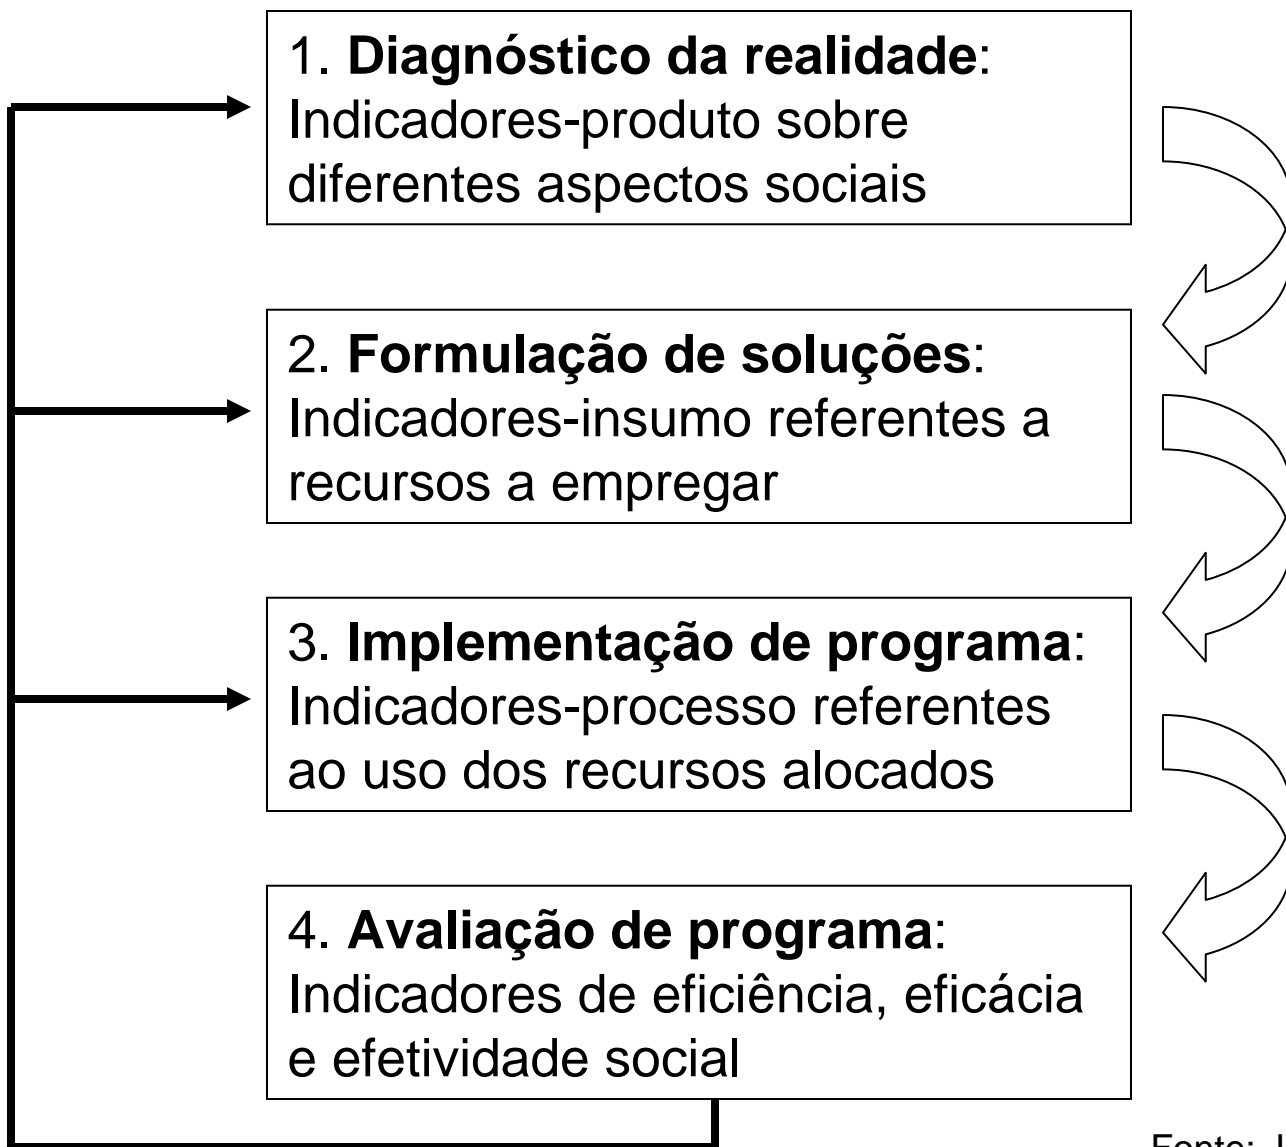 1. Diagnóstico da realidade:
Indicadores-produto sobre
diferentes aspectos sociais
2. Formulação de soluções:
Indicadores-insumo referentes a
recursos a empregar
3. Implementação de programa:
Indicadores-processo referentes
ao uso dos recursos alocados
4. Avaliação de programa:
Indicadores de eficiência, eficácia
e efetividade social
Fonte: